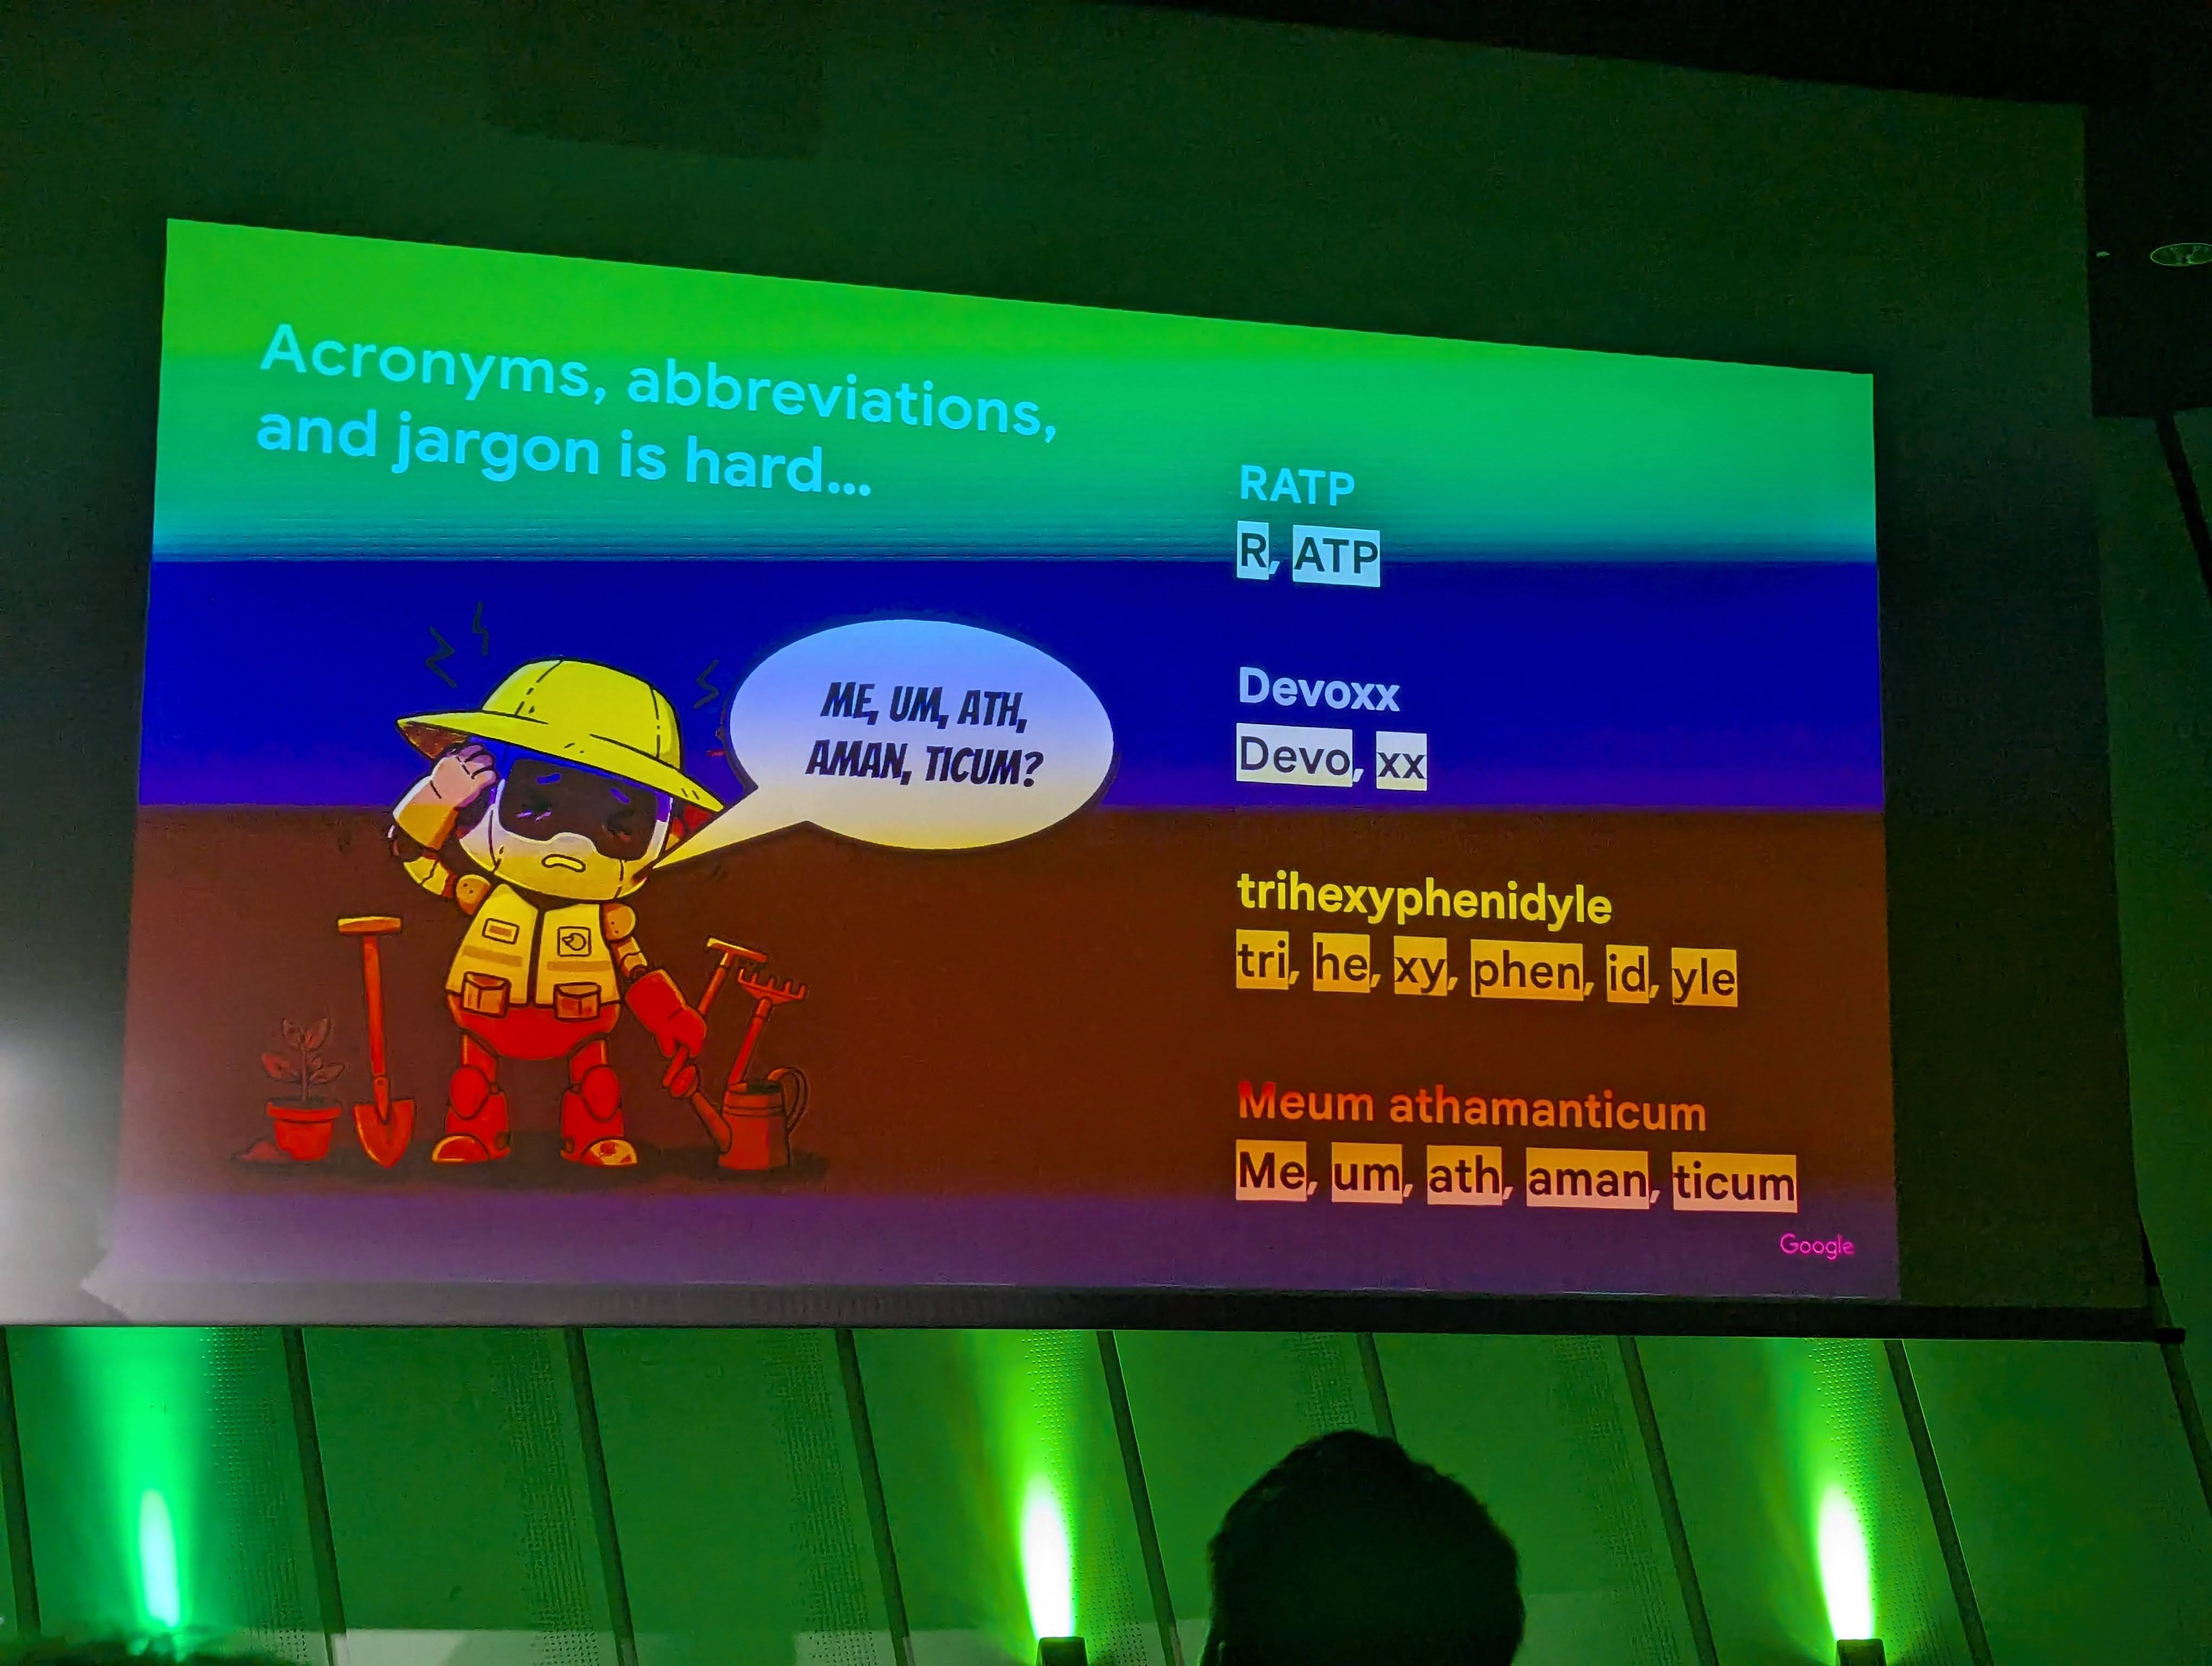 Acronyms, abbreviations,
and jargon is hard...
ME, UM, ATH,
AMAN, TICUM?
RATP
R, ATP
Devoxx
Devo, xx
trihexyphenidyle
tri, he, xy, phen, id, yle
Meum athamanticum
Me, um, ath, aman, ticum
Google